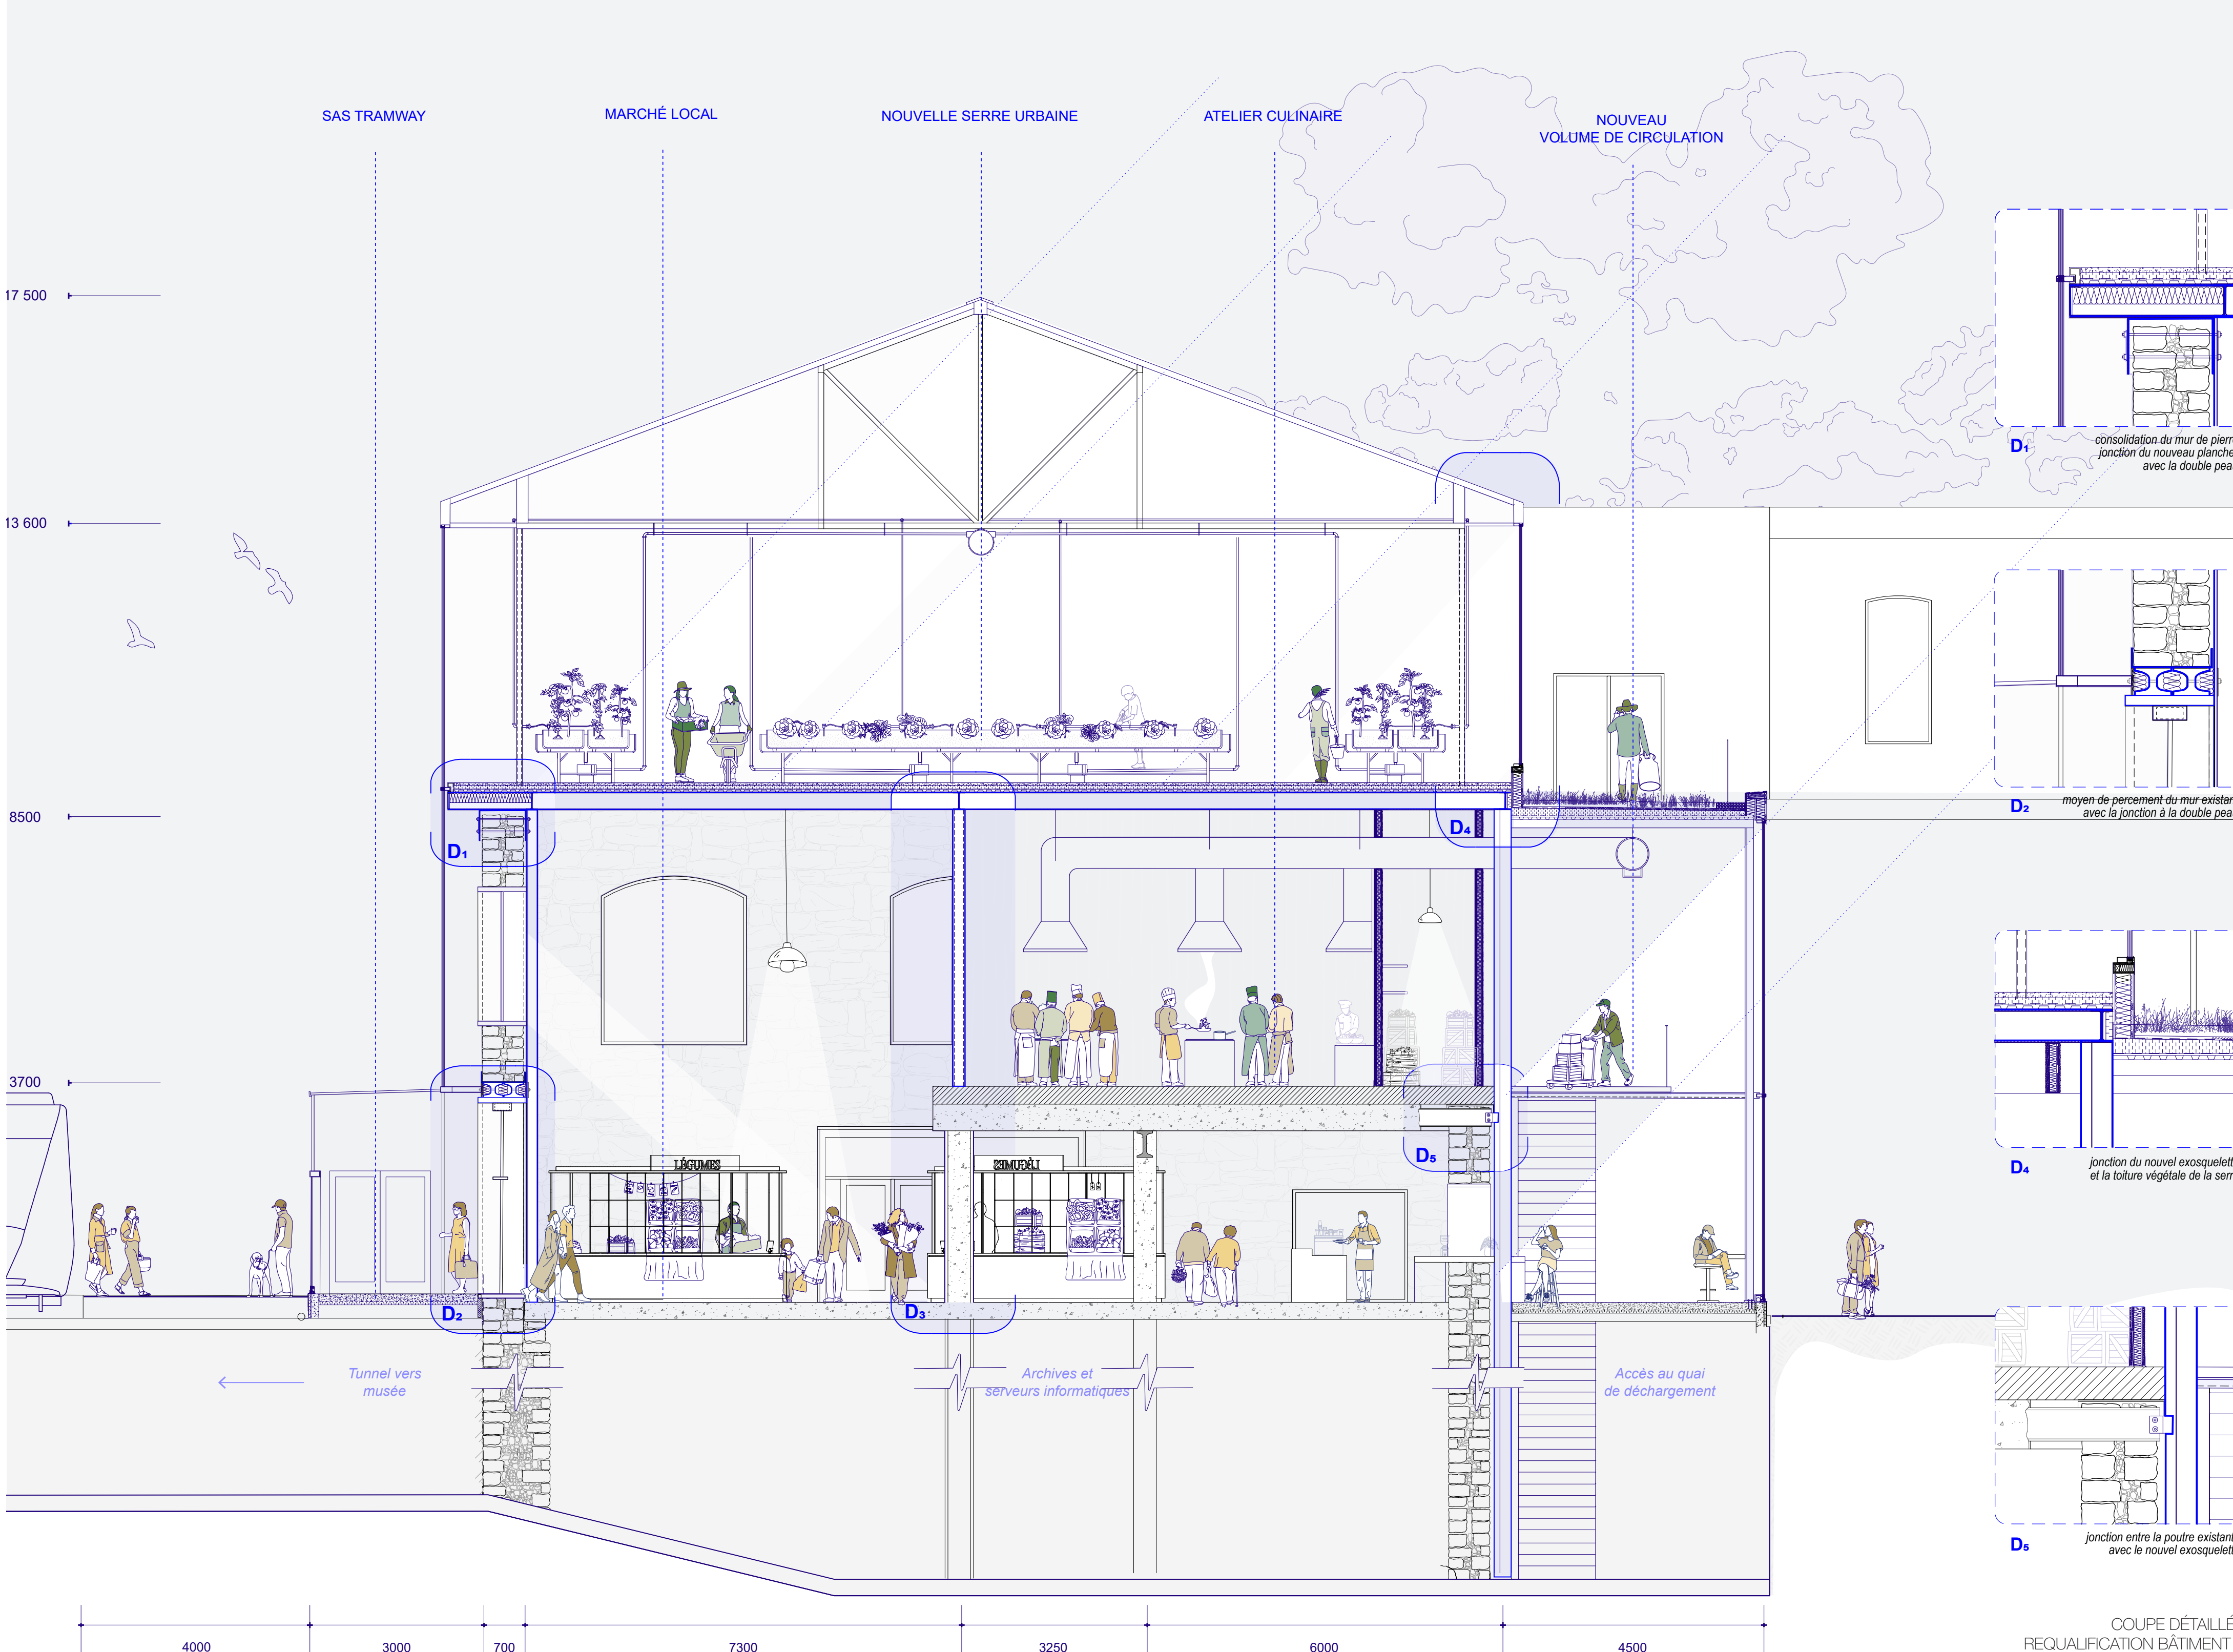 SAS TRAMWAY
MARCHÉ LOCAL
NOUVELLE SERRE URBAINE
ATELIER CULINAIRE
NOUVEAU
VOLUME DE CIRCULATION
17 500
13 600
8500
3700
D1
D2
D3
D4
D5
LÉGUMES
LÉGUMES
Tunnel vers
musée
Archives et
serveurs informatiques
Accès au quai
de déchargement
4000
3000
700
7300
3250
6000
4500
D1
consolidation du mur de pierr
jonction du nouveau planche
avec la double pea
D2
moyen de percement du mur existan
avec la jonction à la double pea
D4
jonction du nouvel exosquelett
et la toiture végétale de la serr
D5
jonction entre la poutre existant
avec le nouvel exosquelett
COUPE DÉTAILLÉ
REQUALIFICATION BÂTIMENT